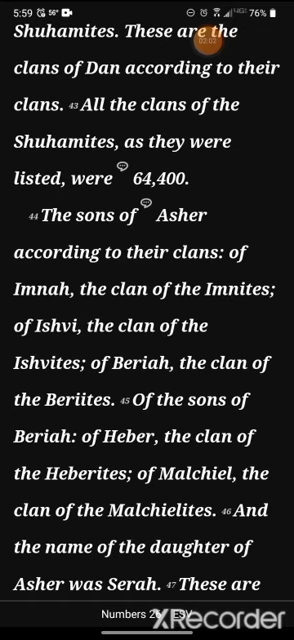 5:59 56° 76%
Shuhamites. These are the
02:02
clans of Dan according to their
clans. 43 All the clans of the
Shuhamites, as they were
listed, were 64,400.
44 The sons of Asher
according to their clans: of
Imnah, the clan of the Imnites;
of Ishvi, the clan of the
Ishvites; of Beriah, the clan of
the Beriites. 45 Of the sons of
Beriah: of Heber, the clan of
the Heberites; of Malchiel, the
clan of the Malchielites. 46 And
the name of the daughter of
Asher was Serah. 47 These are
Numbers 26 ESV
XRecorder